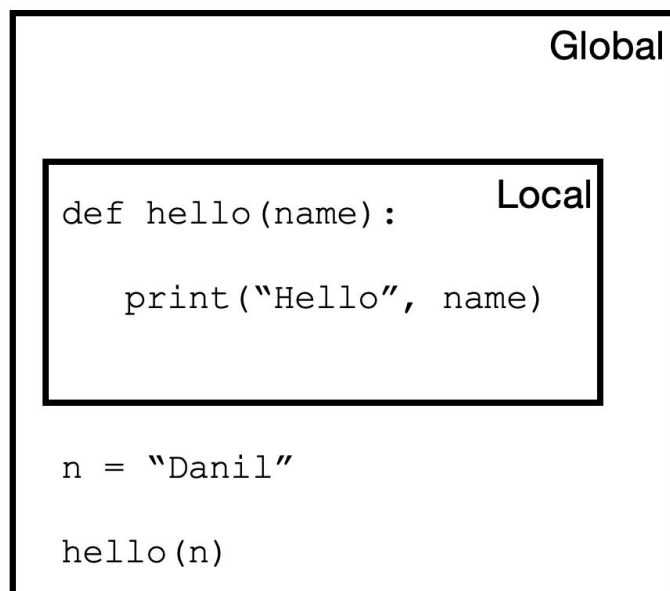 Global
Local
def hello(name):
print(“Hello”, name)
n = “Danil”
hello(n)